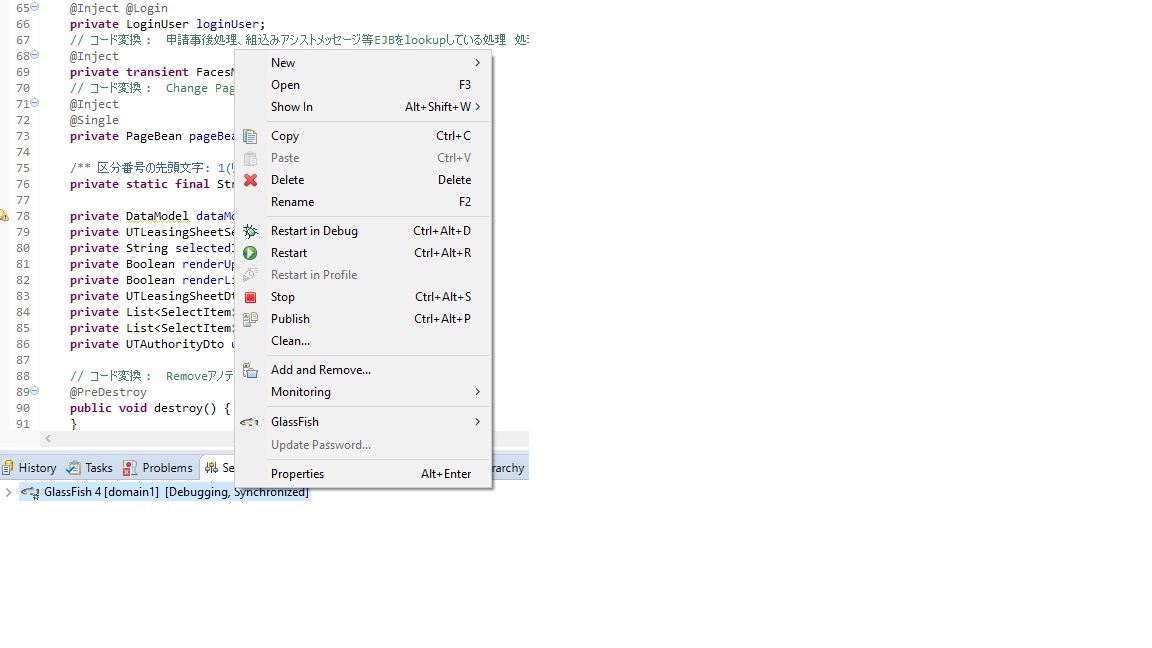 65 @Inject @Login
66 private LoginUser loginUser;
67 // コード変換： 申請事後処理、組込みアシストメッセージ等EJBをlookupしている処理
68 @Inject
69 private transient Faces
70 // コード変換： Change Pag
71 @Inject
72 @Single
73 private PageBean pageBea
74
75 /** 区分番号の先頭文字: 1(
76 private static final Str
77
78 private DataModel dataMo
79 private UTLeasingSheetSe
80 private String selectedI
81 private Boolean renderUp
82 private Boolean renderLi
83 private UTLeasingSheetDt
84 private List<SelectItem>
85 private List<SelectItem>
86 private UTAuthorityDto u
87
88 // コード変換： Removeアノテ
89 @PreDestroy
90 public void destroy() {
91 }
New
Open F3
Show In Alt+Shift+W
Copy Ctrl+C
Paste Ctrl+V
Delete Delete
Rename F2
Restart in Debug Ctrl+Alt+D
Restart Ctrl+Alt+R
Restart in Profile
Stop Ctrl+Alt+S
Publish Ctrl+Alt+P
Clean...
Add and Remove...
Monitoring
GlassFish
Update Password...
Properties Alt+Enter
History Tasks Problems Se rarchy
GlassFish 4 [domain1] [Debugging, Synchronized]